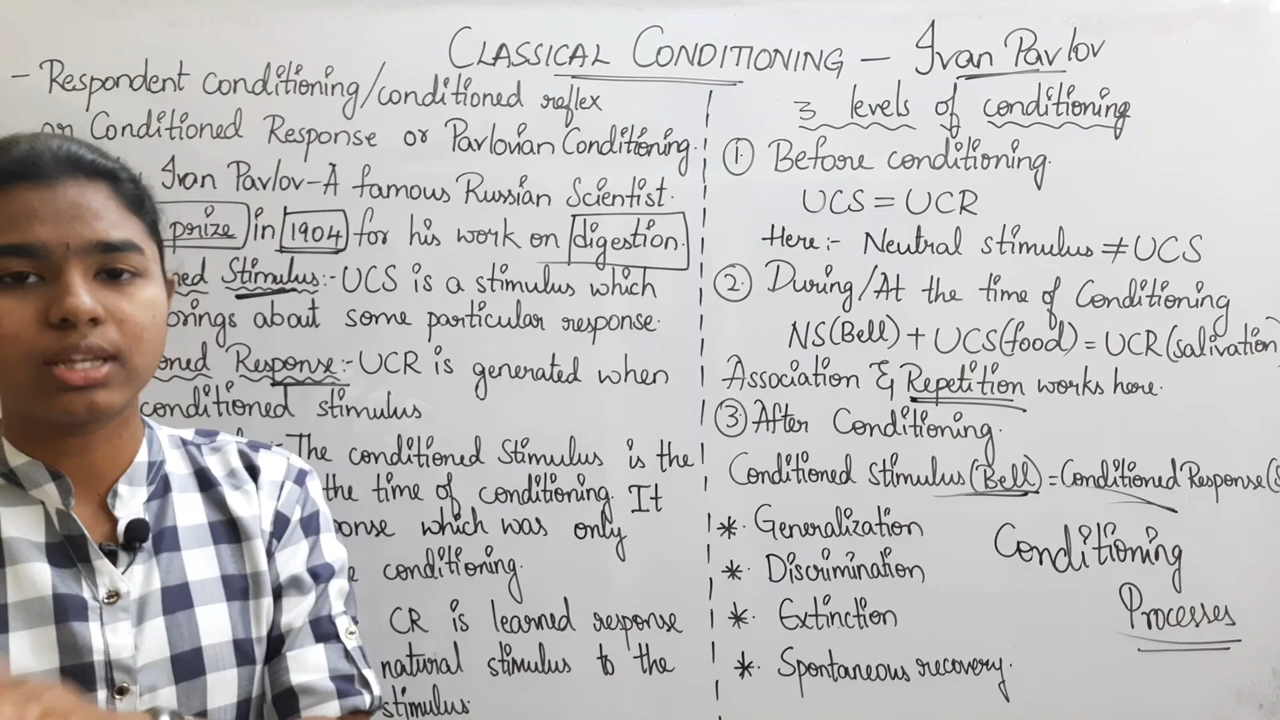 CLASSICAL CONDITIONING — Ivan Pavlov
- Respondent conditioning/conditioned reflex
or Conditioned Response or Pavlovian Conditioning.
Ivan Pavlov-A famous Russian Scientist.
prize in 1904 for his work on digestion.
ned Stimulus:- UCS is a stimulus which
brings about some particular response.
oned Response:- UCR is generated when
conditioned stimulus
:- The conditioned Stimulus is the
the time of conditioning. It
onse which was only
conditioning.
CR is learned response
natural stimulus to the
stimulus
3 levels of conditioning
1. Before conditioning.
UCS = UCR
Here:- Neutral stimulus ≠ UCS
2. During/At the time of Conditioning
NS(Bell) + UCS(food) = UCR(salivation)
Association & Repetition works here.
3 After Conditioning.
Conditioned Stimulus(Bell) = Conditioned Response(S
*. Generalization
*. Discrimination
*. Extinction
*. Spontaneous recovery.
Conditioning
Processes